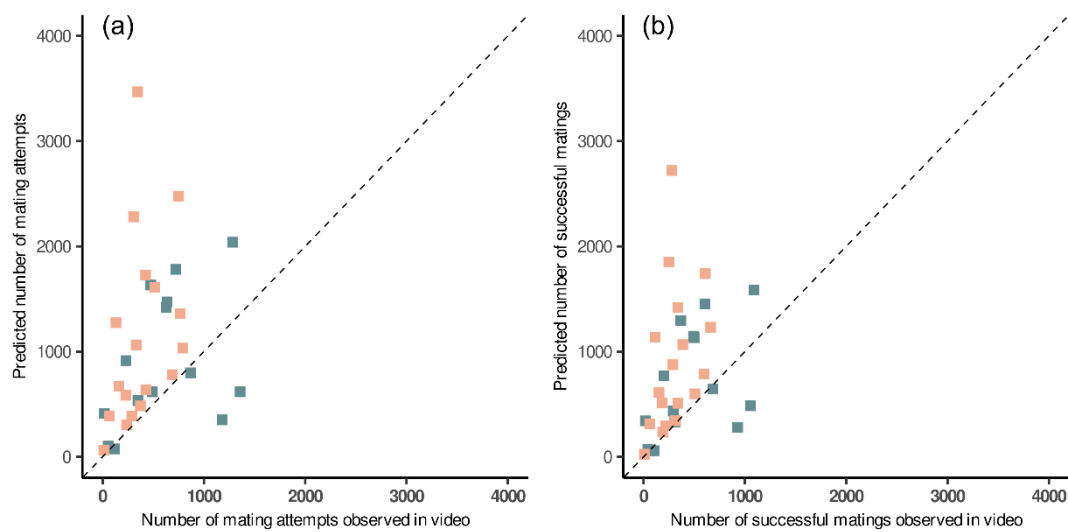 (a)
4000
3000
2000
1000
0
Predicted number of mating attempts
0 1000 2000 3000 4000
Number of mating attempts observed in video
(b)
4000
3000
2000
1000
0
Predicted number of successful matings
0 1000 2000 3000 4000
Number of successful matings observed in video